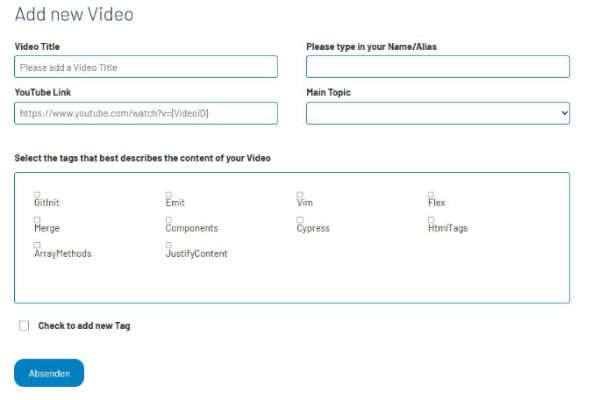 Add new Video
Video Title
Please type in your Name/Alias
Please add a Video Title
YouTube Link
Main Topic
https://www.youtube.com/watch?v={VideoID}
Select the tags that best describes the content of your Video
GitInit Emit Vim Flex
Merge Components Cypress HtmlTags
ArrayMethods JustifyContent
Check to add new Tag
Absenden